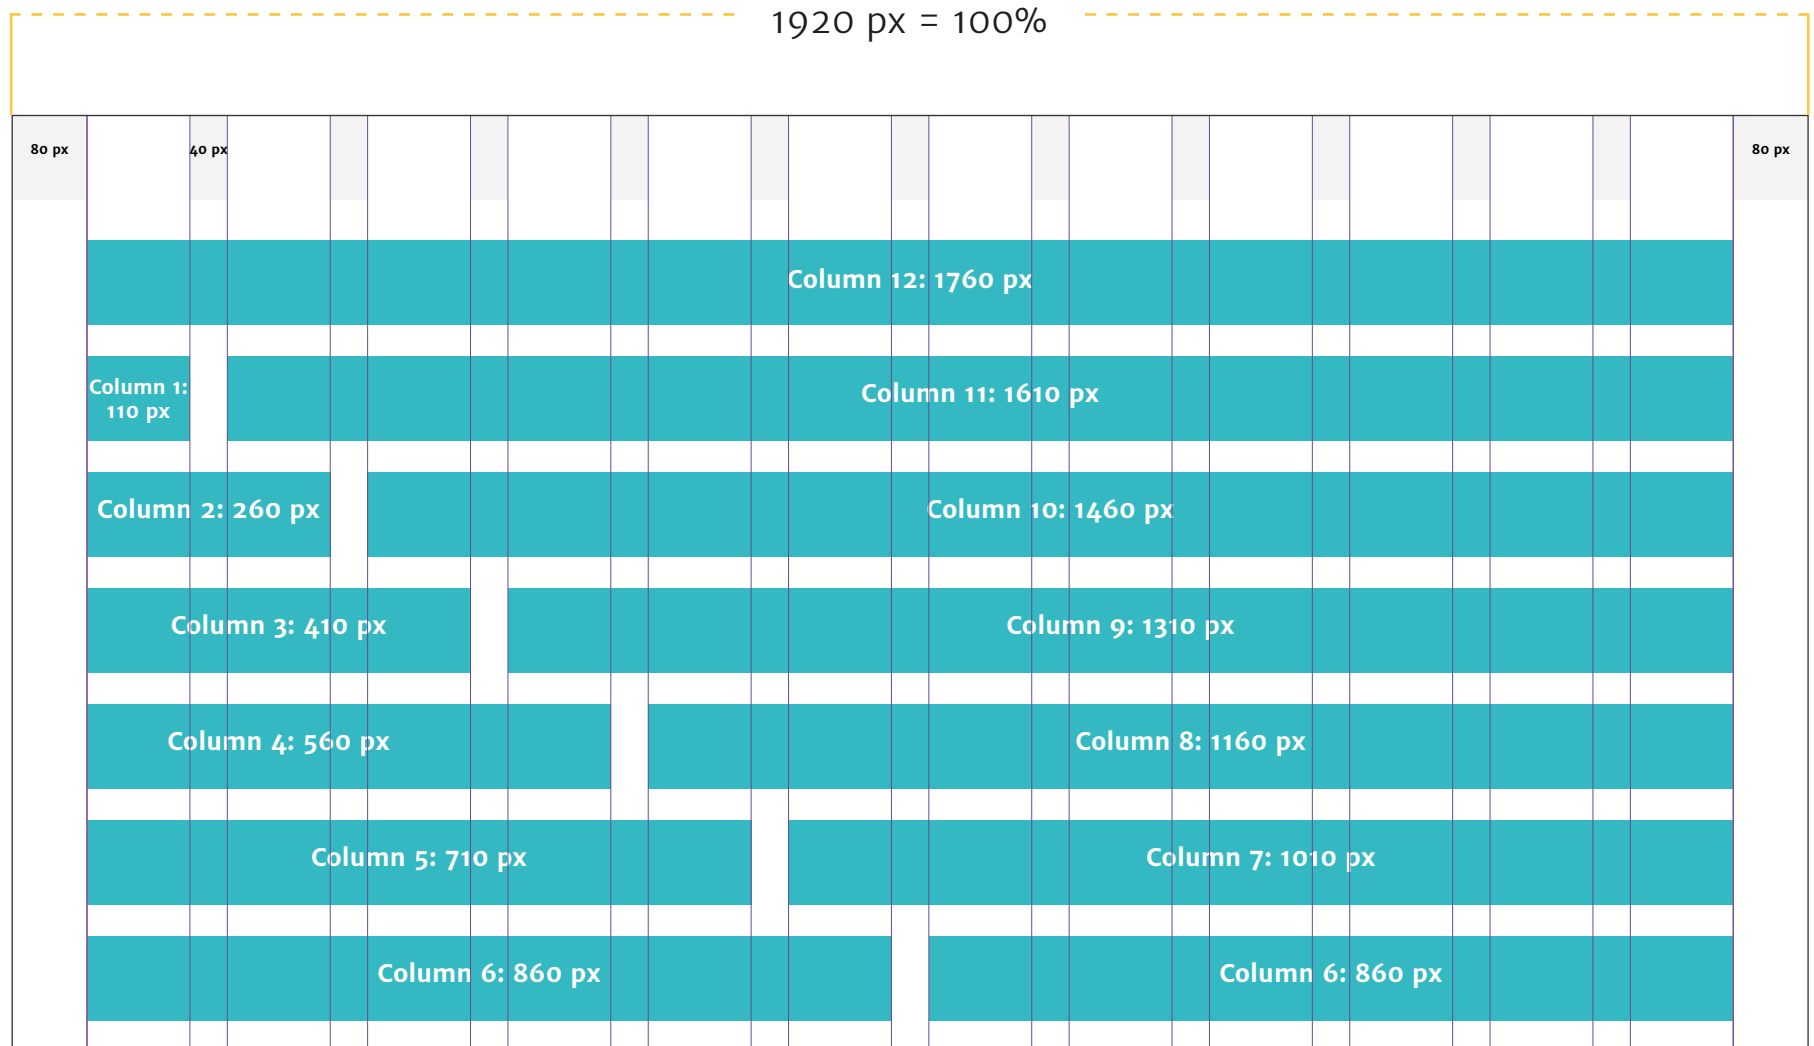 1920 px = 100%
80 px
40 px
80 px
Column 12: 1760 px
Column 1:
110 px
Column 11: 1610 px
Column 2: 260 px
Column 10: 1460 px
Column 3: 410 px
Column 9: 1310 px
Column 4: 560 px
Column 8: 1160 px
Column 5: 710 px
Column 7: 1010 px
Column 6: 860 px
Column 6: 860 px